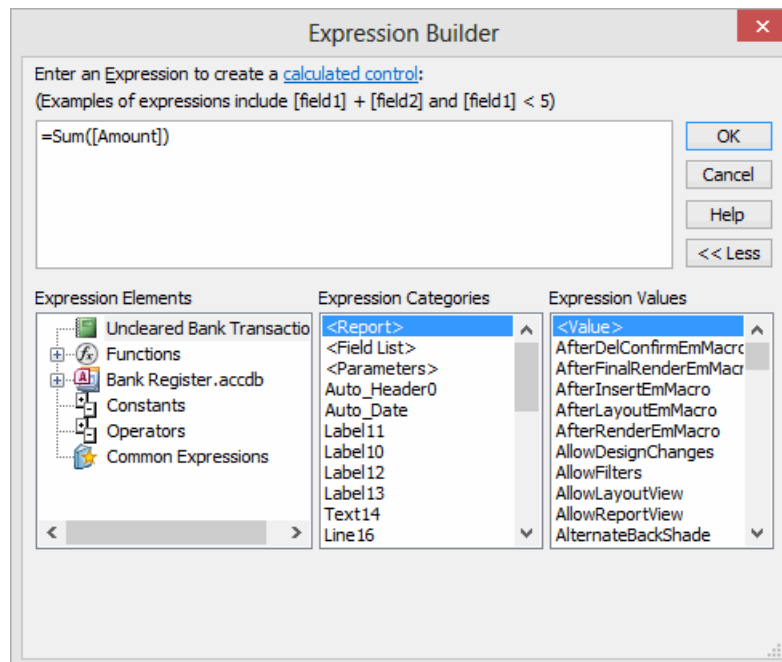 Expression Builder
Enter an Expression to create a calculated control:
(Examples of expressions include [field1] + [field2] and [field1] < 5)
=Sum([Amount])
OK
Cancel
Help
<< Less
Expression Elements
Uncleared Bank Transactio
Functions
Bank Register.accdb
Constants
Operators
Common Expressions
Expression Categories
<Report>
<Field List>
<Parameters>
Auto_Header0
Auto_Date
Label11
Label10
Label12
Label13
Text14
Line16
Expression Values
<Value>
AfterDelConfirmEmMacro
AfterFinalRenderEmMacr
AfterInsertEmMacro
AfterLayoutEmMacro
AfterRenderEmMacro
AllowDesignChanges
AllowFilters
AllowLayoutView
AllowReportView
AlternateBackShade